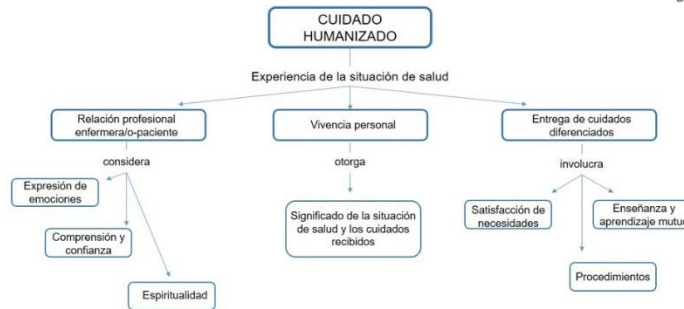 CUIDADO
HUMANIZADO
Experiencia de la situación de salud
Relación profesional
enfermera/o-paciente
Vivencia personal
Entrega de cuidados
diferenciados
considera
otorga
involucra
Expresión de
emociones
Comprensión y
confianza
Espiritualidad
Significado de la situación
de salud y los cuidados
recibidos
Satisfacción de
necesidades
Enseñanza y
aprendizaje mutuo
Procedimientos